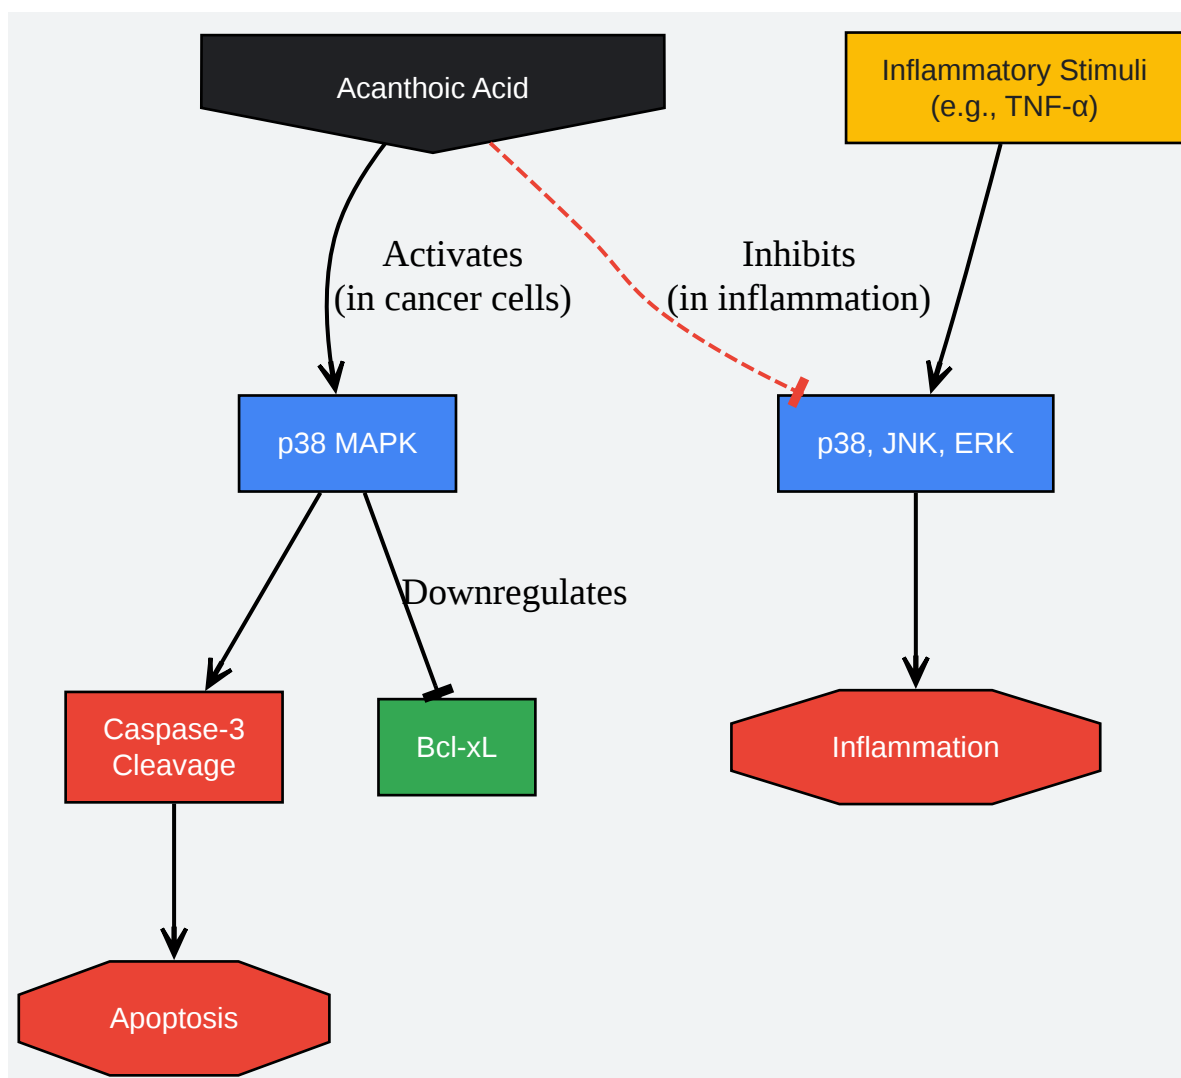 Acanthoic Acid
Inflammatory Stimuli
(e.g., TNF-α)
Activates
(in cancer cells)
Inhibits
(in inflammation)
p38 MAPK
p38, JNK, ERK
Downregulates
Caspase-3
Cleavage
Bcl-xL
Inflammation
Apoptosis